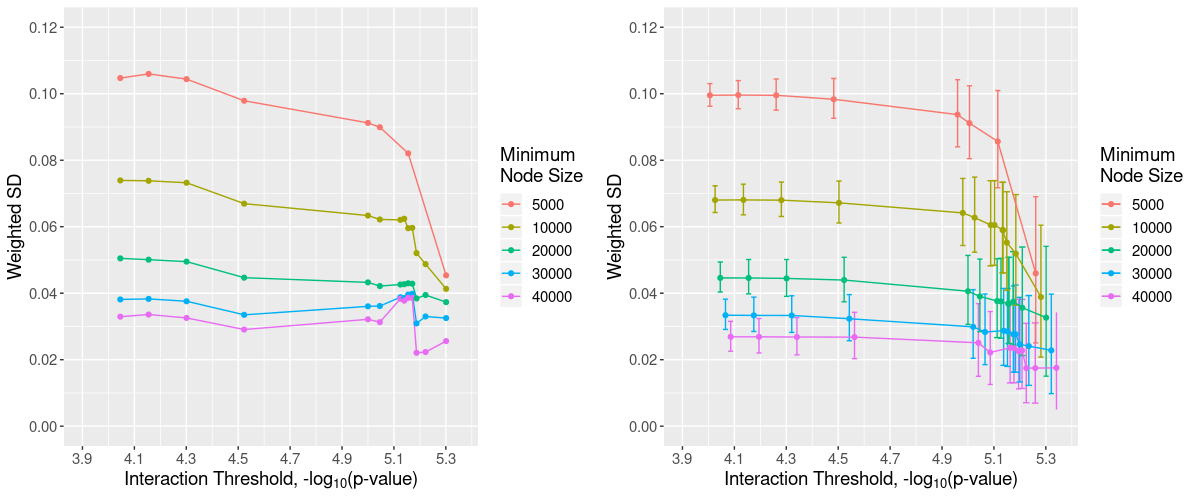 Weighted SD
0.12
0.10
0.08
0.06
0.04
0.02
0.00
3.9 4.1 4.3 4.5 4.7 4.9 5.1 5.3
Interaction Threshold, -log₁₀(p-value)
Minimum
Node Size
5000
10000
20000
30000
40000
Weighted SD
0.12
0.10
0.08
0.06
0.04
0.02
0.00
3.9 4.1 4.3 4.5 4.7 4.9 5.1 5.3
Interaction Threshold, -log₁₀(p-value)
Minimum
Node Size
5000
10000
20000
30000
40000